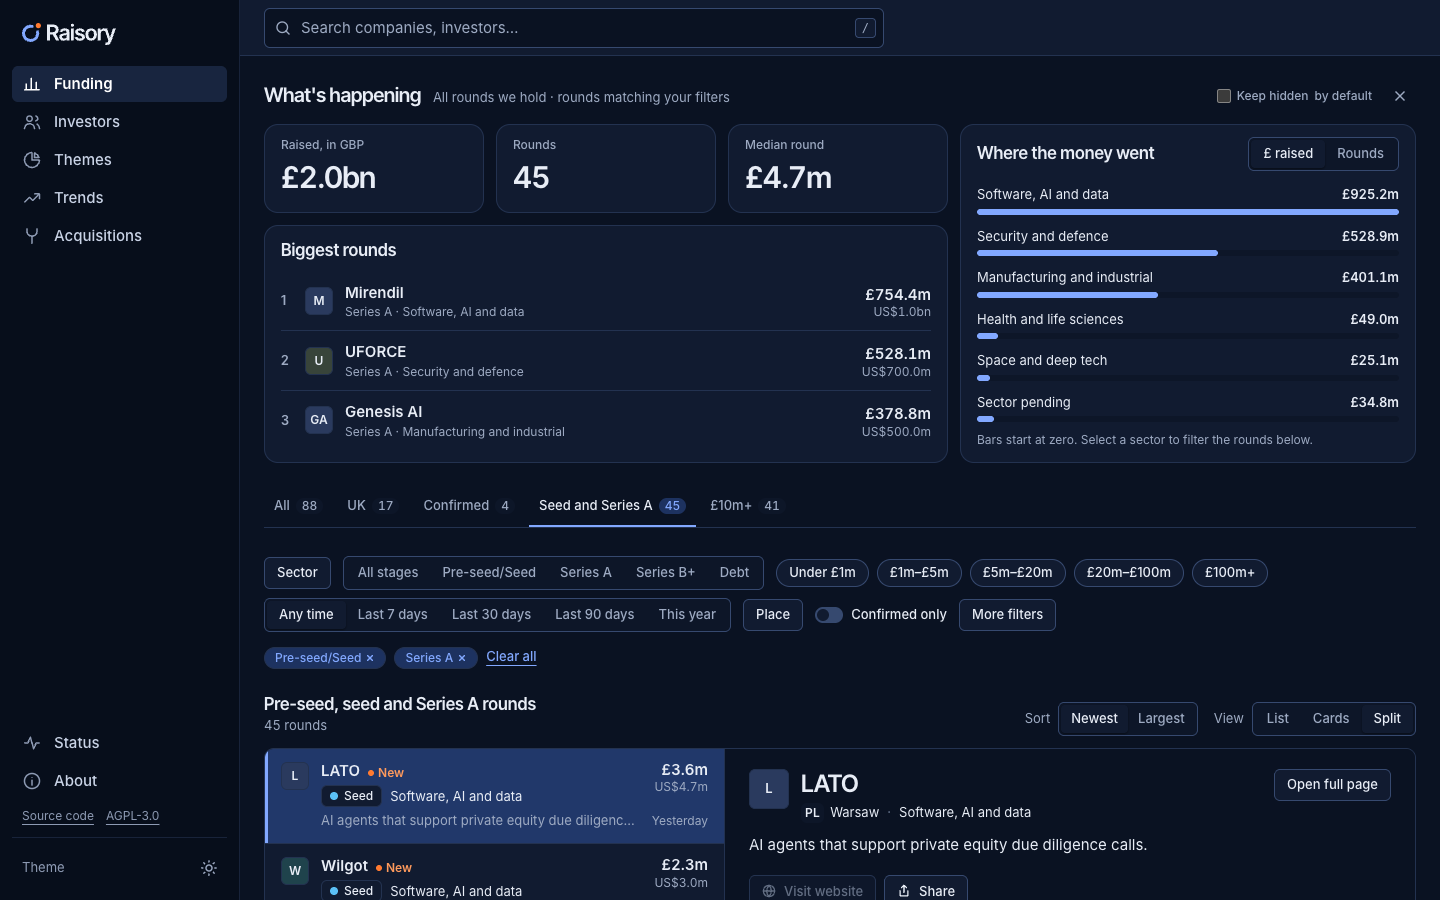 Raisory
Search companies, investors...
/
Funding
Investors
Themes
Trends
Acquisitions
What's happening
All rounds we hold · rounds matching your filters
Keep hidden by default
×
Raised, in GBP
£2.0bn
Rounds
45
Median round
£4.7m
Biggest rounds
1 M Mirendil £754.4m
Series A · Software, AI and data US$1.0bn
2 U UFORCE £528.1m
Series A · Security and defence US$700.0m
3 GA Genesis AI £378.8m
Series A · Manufacturing and industrial US$500.0m
Where the money went
£ raised Rounds
Software, AI and data £925.2m
Security and defence £528.9m
Manufacturing and industrial £401.1m
Health and life sciences £49.0m
Space and deep tech £25.1m
Sector pending £34.8m
Bars start at zero. Select a sector to filter the rounds below.
All 88 UK 17 Confirmed 4 Seed and Series A 45 £10m+ 41
Sector All stages Pre-seed/Seed Series A Series B+ Debt Under £1m £1m–£5m £5m–£20m £20m–£100m £100m+
Any time Last 7 days Last 30 days Last 90 days This year Place Confirmed only More filters
Pre-seed/Seed × Series A × Clear all
Pre-seed, seed and Series A rounds
45 rounds
Sort Newest Largest View List Cards Split
L LATO New £3.6m
Seed Software, AI and data US$4.7m
AI agents that support private equity due diligenc... Yesterday
W Wilgot New £2.3m
Seed Software, AI and data US$3.0m
L LATO Open full page
PL Warsaw · Software, AI and data
AI agents that support private equity due diligence calls.
Visit website Share
Status
About
Source code AGPL-3.0
Theme